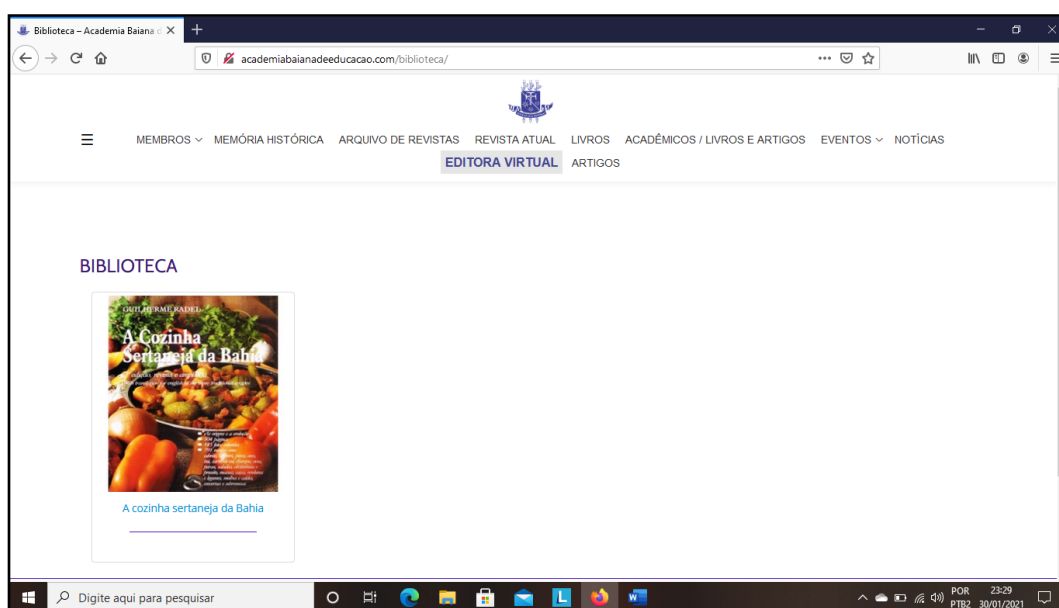 Biblioteca – Academia Baiana d
academiabaianadeeducacao.com/biblioteca/
MEMBROS MEMÓRIA HISTÓRICA ARQUIVO DE REVISTAS REVISTA ATUAL LIVROS ACADÊMICOS / LIVROS E ARTIGOS EVENTOS NOTÍCIAS
EDITORA VIRTUAL ARTIGOS
BIBLIOTECA
GUILHERME RADEL
A Cozinha
Sertaneja da Bahia
A cozinha sertaneja da Bahia
Digite aqui para pesquisar
POR 23:29
PTB2 30/01/2021